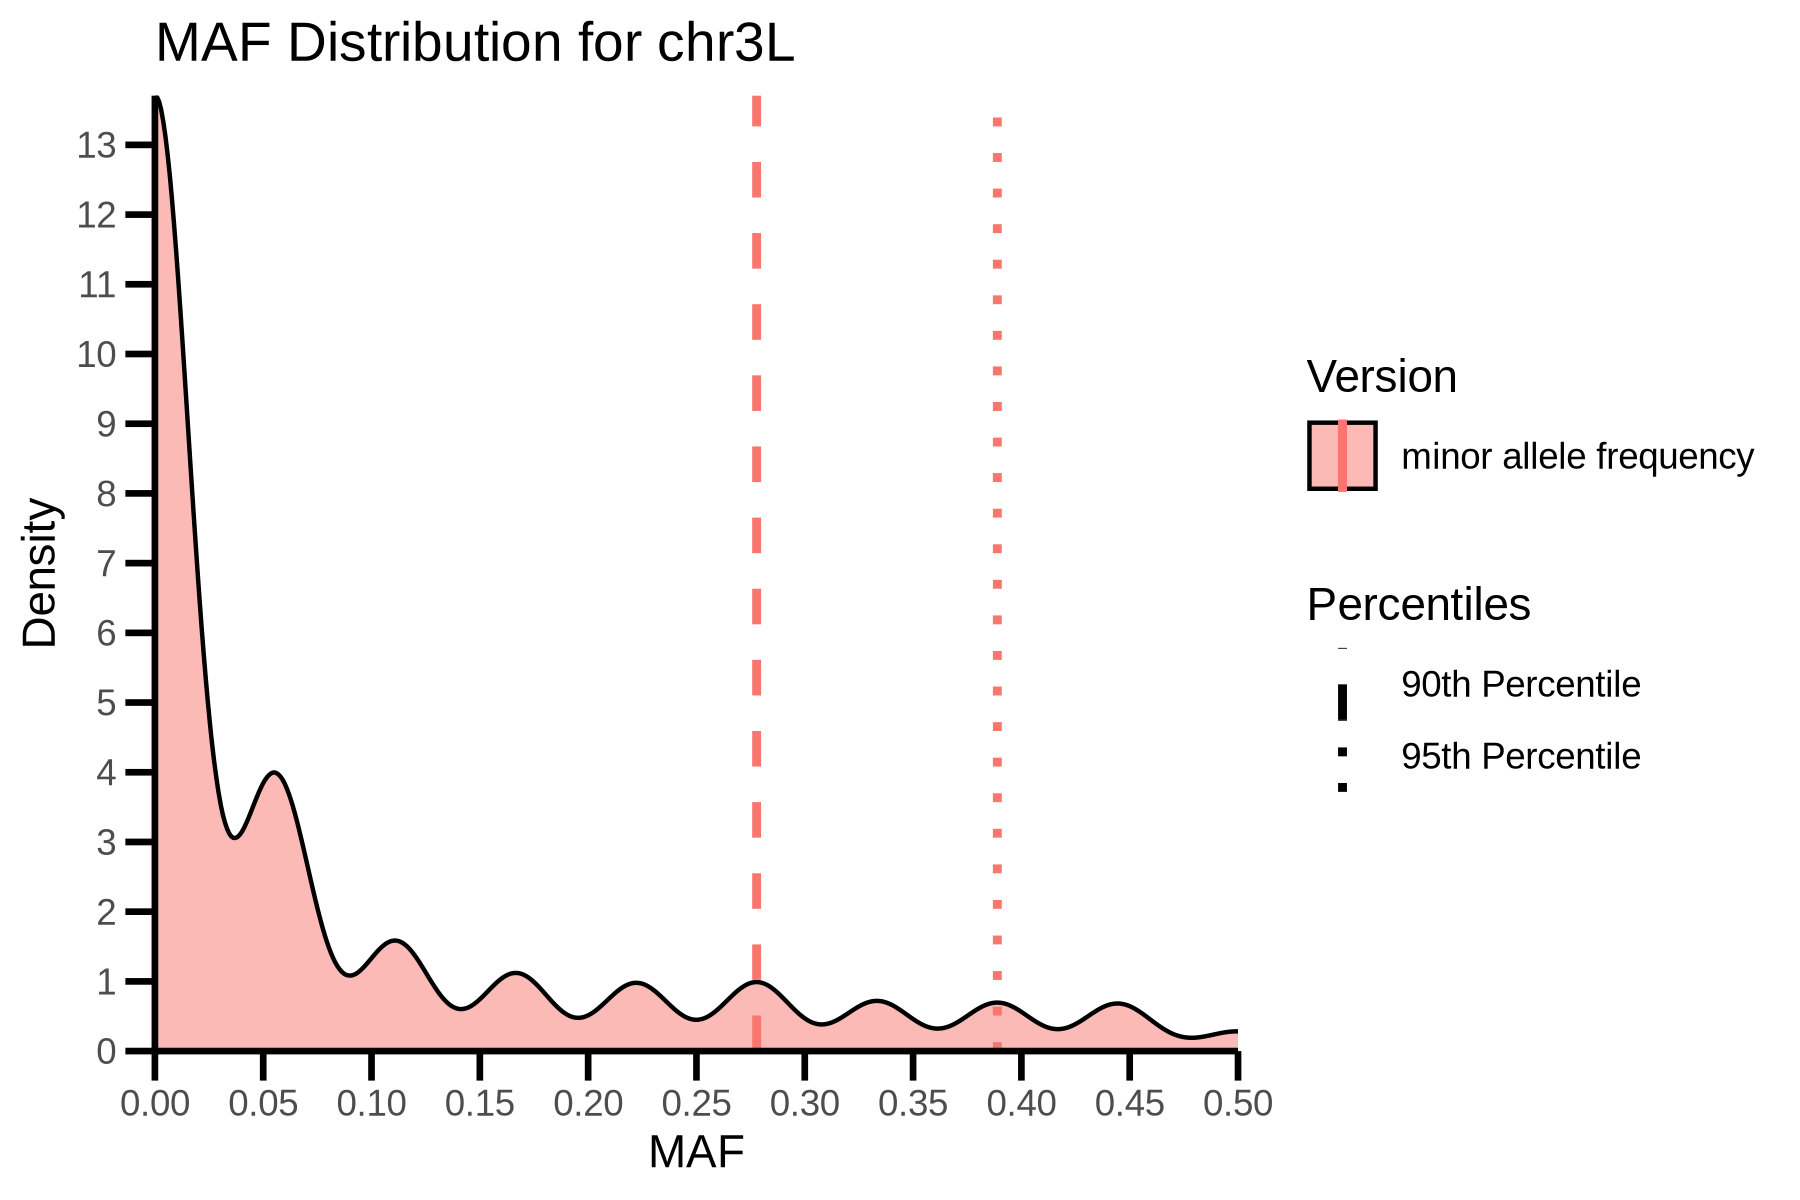 MAF Distribution for chr3L
13
12
11
10
9
8
7
6
5
4
3
2
1
0
Density
0.00 0.05 0.10 0.15 0.20 0.25 0.30 0.35 0.40 0.45 0.50
MAF
Version
minor allele frequency
Percentiles
90th Percentile
95th Percentile